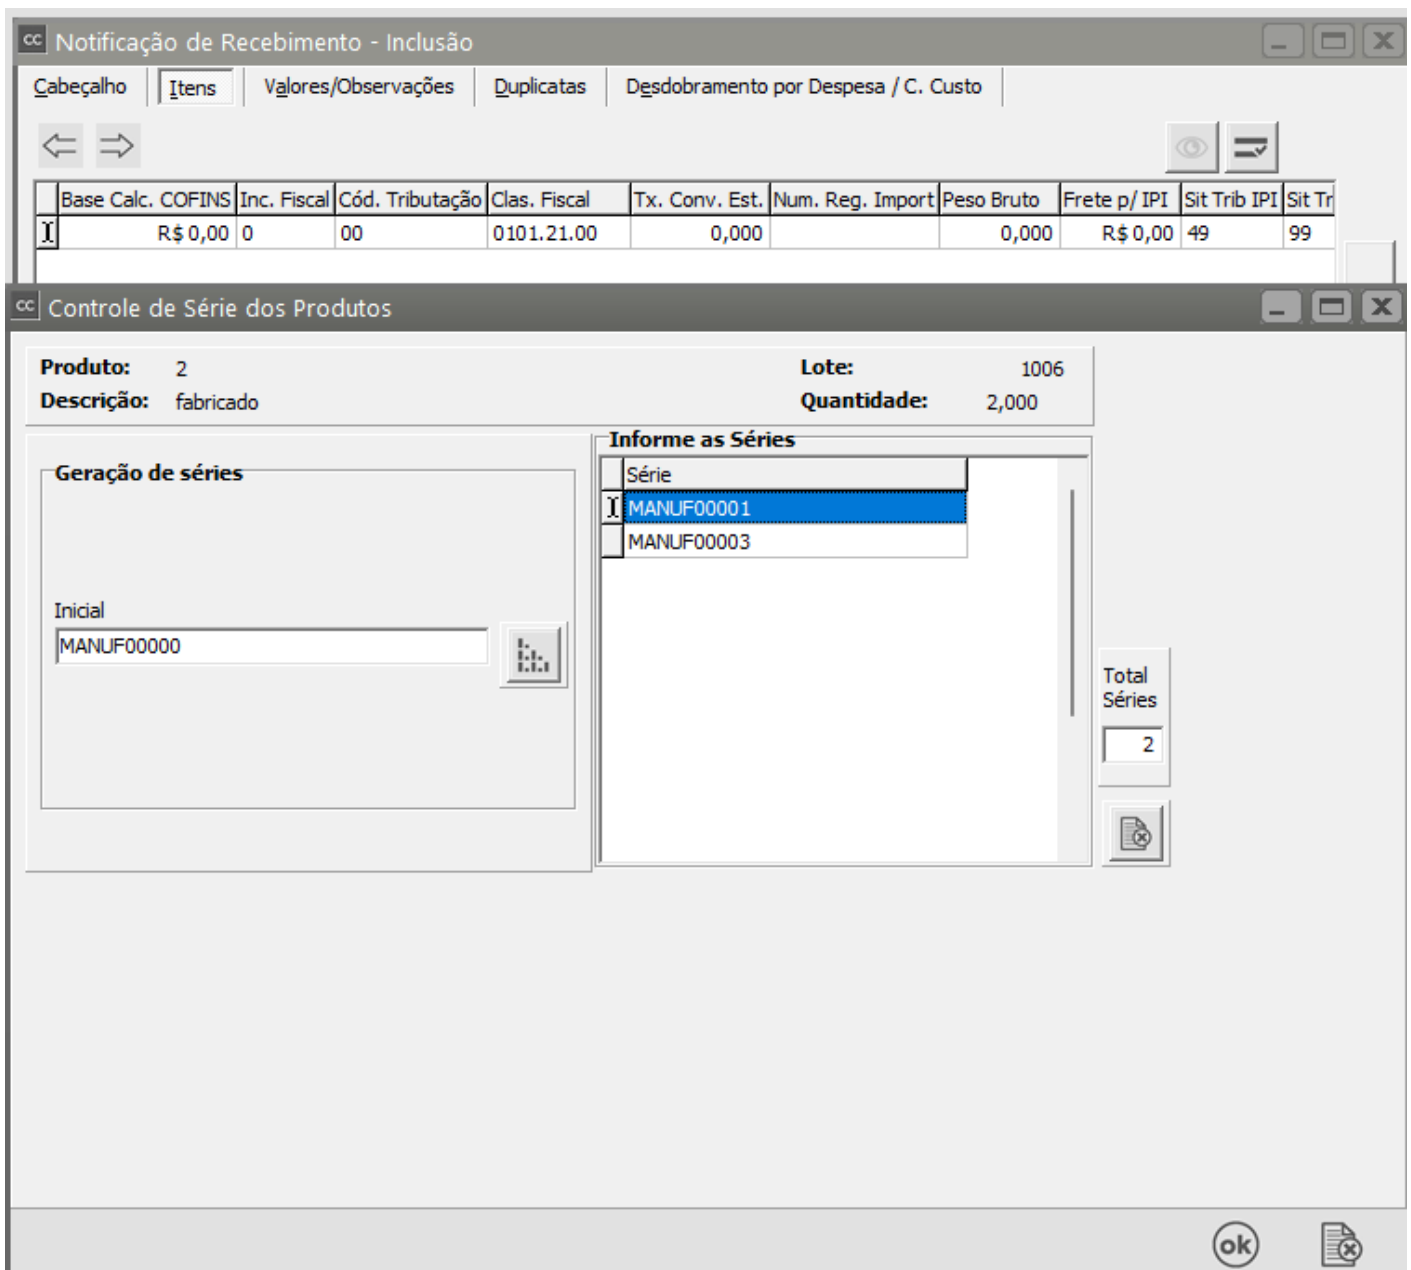 cc Notificação de Recebimento - Inclusão
Cabeçalho Itens Valores/Observações Duplicatas Desdobramento por Despesa / C. Custo
Base Calc. COFINS Inc. Fiscal Cód. Tributação Clas. Fiscal Tx. Conv. Est. Num. Reg. Import Peso Bruto Frete p/ IPI Sit Trib IPI Sit Tr
R$ 0,00 0 00 0101.21.00 0,000 0,000 R$ 0,00 49 99
cc Controle de Série dos Produtos
Produto: 2 Lote: 1006
Descrição: fabricado Quantidade: 2,000
Informe as Séries
Geração de séries
Série
MANUF00001
MANUF00003
Inicial
MANUF00000
Total
Séries
2
ok